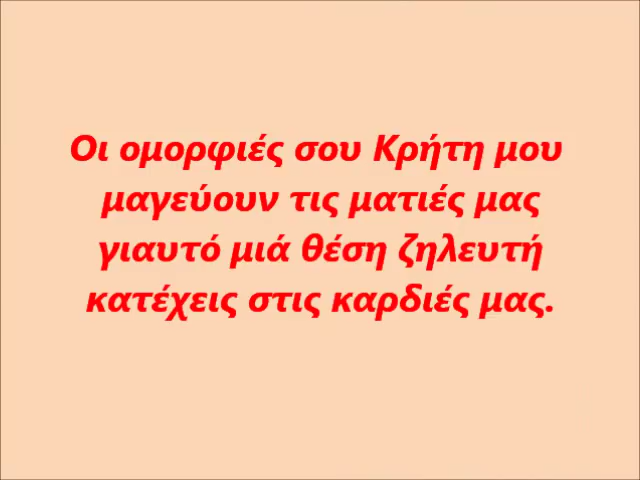 Οι ομορφιές σου Κρήτη μου
μαγεύουν τις ματιές μας
γιαυτό μιά θέση ζηλευτή
κατέχεις στις καρδιές μας.